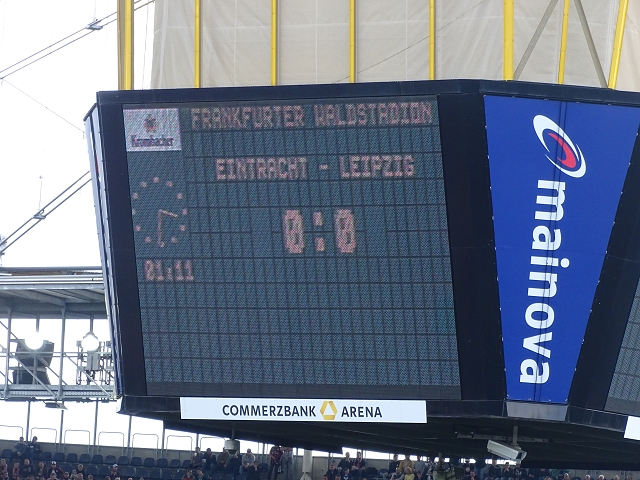 FRANKFURTER WALDSTADION
Krombacher
EINTRACHT - LEIPZIG
0:0
01:11
mainova
COMMERZBANK ARENA